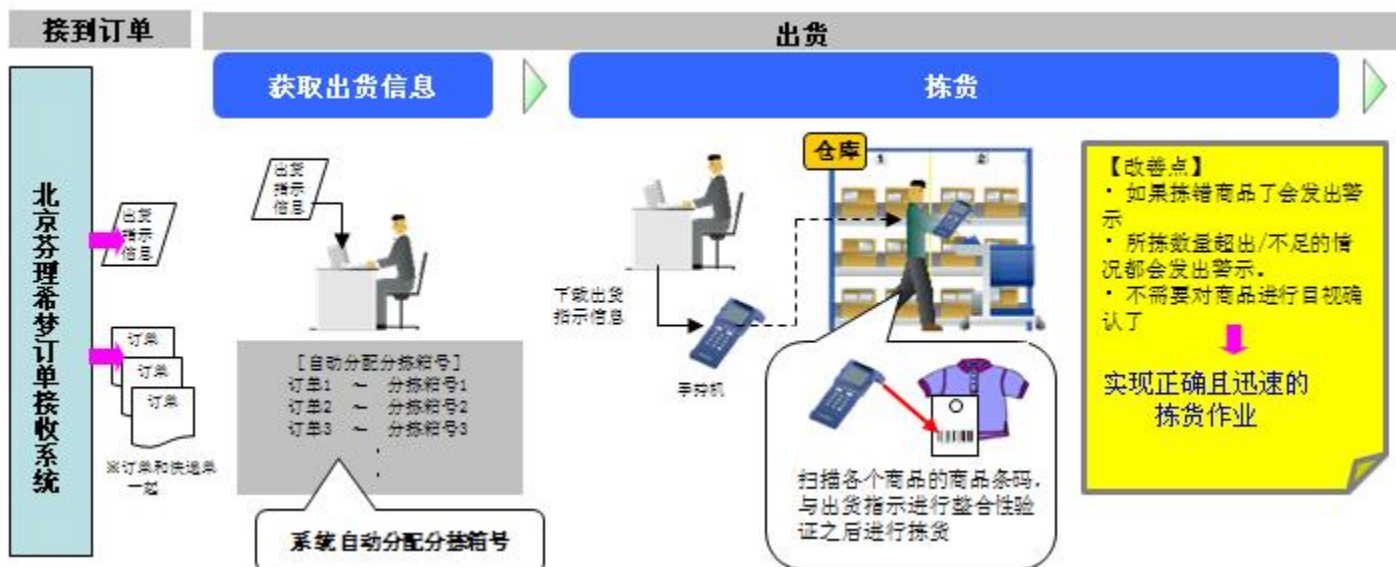 接到订单
出货
获取出货信息
拣货
北京芬理希梦订单接收系统
出货
指示
信息
订单
订单
订单
※订单和快递单
一起
出货
指示
信息
[自动分配分拣箱号]
订单1 ～ 分拣箱号1
订单2 ～ 分拣箱号2
订单3 ～ 分拣箱号3
系统自动分配分拣箱号
下载出货
指示信息
手持机
仓库
1
2
扫描各个商品的商品条码，
与出货指示进行整合性验
证之后进行拣货
【改善点】
・如果拣错商品了会发出警
示
・所拣数量超出/不足的情
况都会发出警示．
・不需要对商品进行目视确
认了
实现正确且迅速的
拣货作业